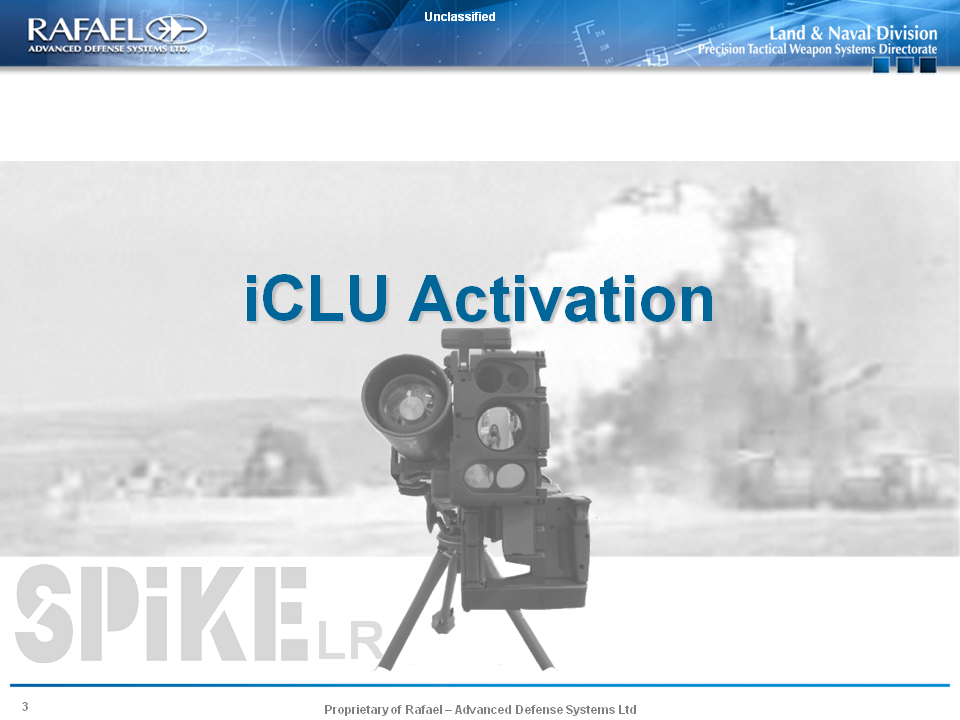 Unclassified
RAFAEL
ADVANCED DEFENSE SYSTEMS LTD.
Land & Naval Division
Precision Tactical Weapon Systems Directorate
iCLU Activation
SPiKE LR
3
Proprietary of Rafael – Advanced Defense Systems Ltd